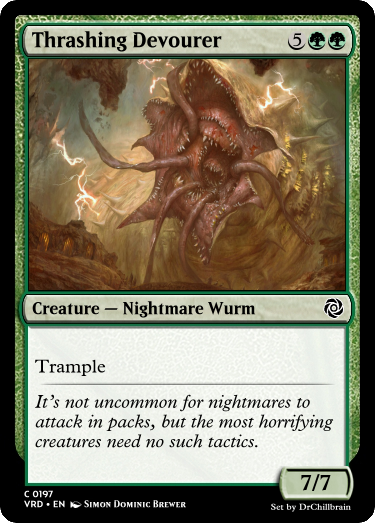 Thrashing Devourer 5
Creature — Nightmare Wurm
Trample
It's not uncommon for nightmares to
attack in packs, but the most horrifying
creatures need no such tactics.
7/7
C 0197
VRD • EN Simon Dominic Brewer
Set by DrChillbrain